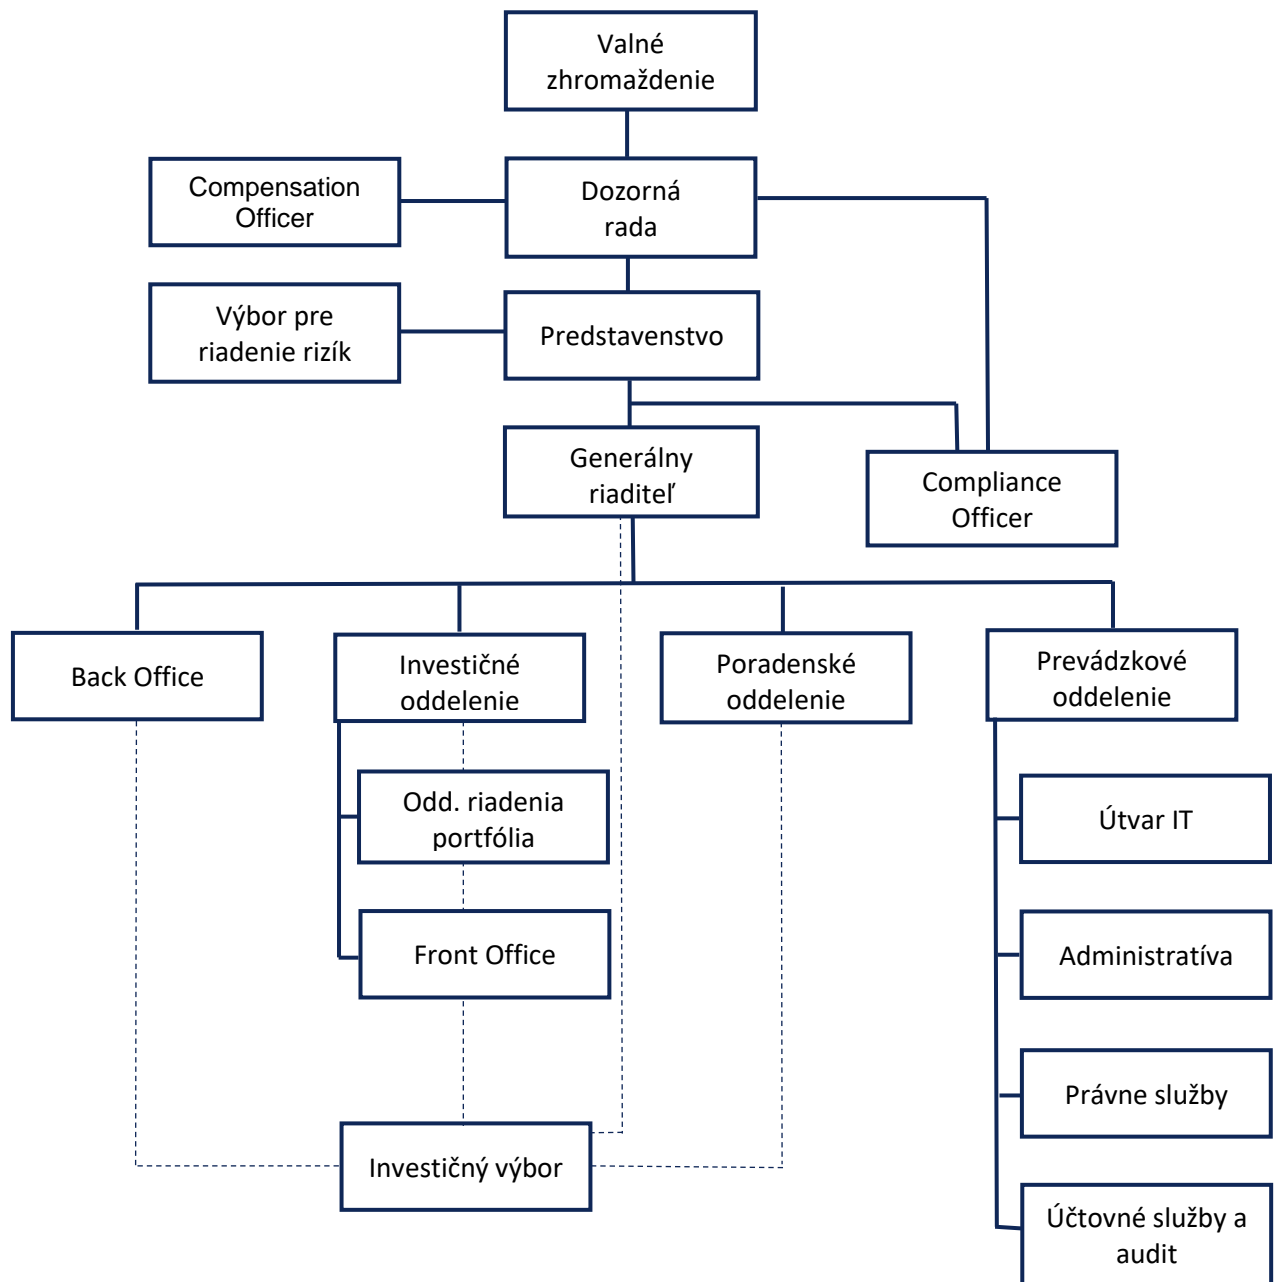 Valné
zhromaždenie
Compensation
Officer
Dozorná
rada
Výbor pre
riadenie rizík
Predstavenstvo
Generálny
riaditeľ
Compliance
Officer
Back Office
Investičné
oddelenie
Poradenské
oddelenie
Prevádzkové
oddelenie
Odd. riadenia
portfólia
Útvar IT
Front Office
Administratíva
Právne služby
Investičný výbor
Účtovné služby a
audit